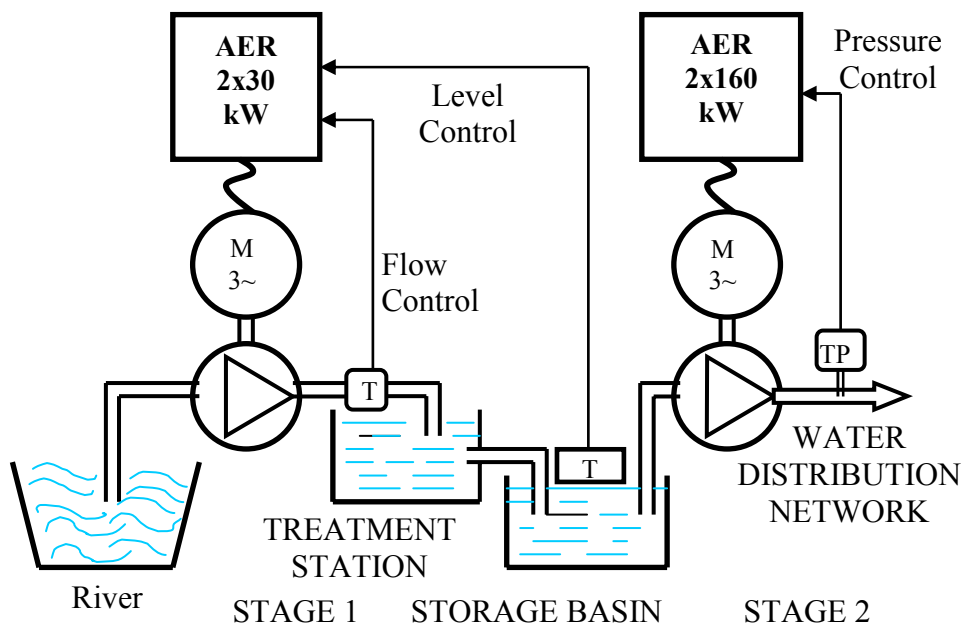 AER
2x30
kW
AER
2x160
kW
Pressure
Control
Level
Control
M
3~
Flow
Control
M
3~
T
TP
T
WATER
DISTRIBUTION
NETWORK
TREATMENT
STATION
River
STAGE 1
STORAGE BASIN
STAGE 2